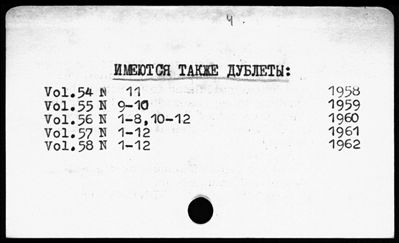 4.
ИМЕЮТСЯ ТАКЖЕ ДУБЛЕТЫ:
Vol.54 N 11 1958
Vol.55 N 9-10 1959
Vol.56 N 1-8,10-12 1960
Vol.57 N 1-12 1961
Vol.58 N 1-12 1962